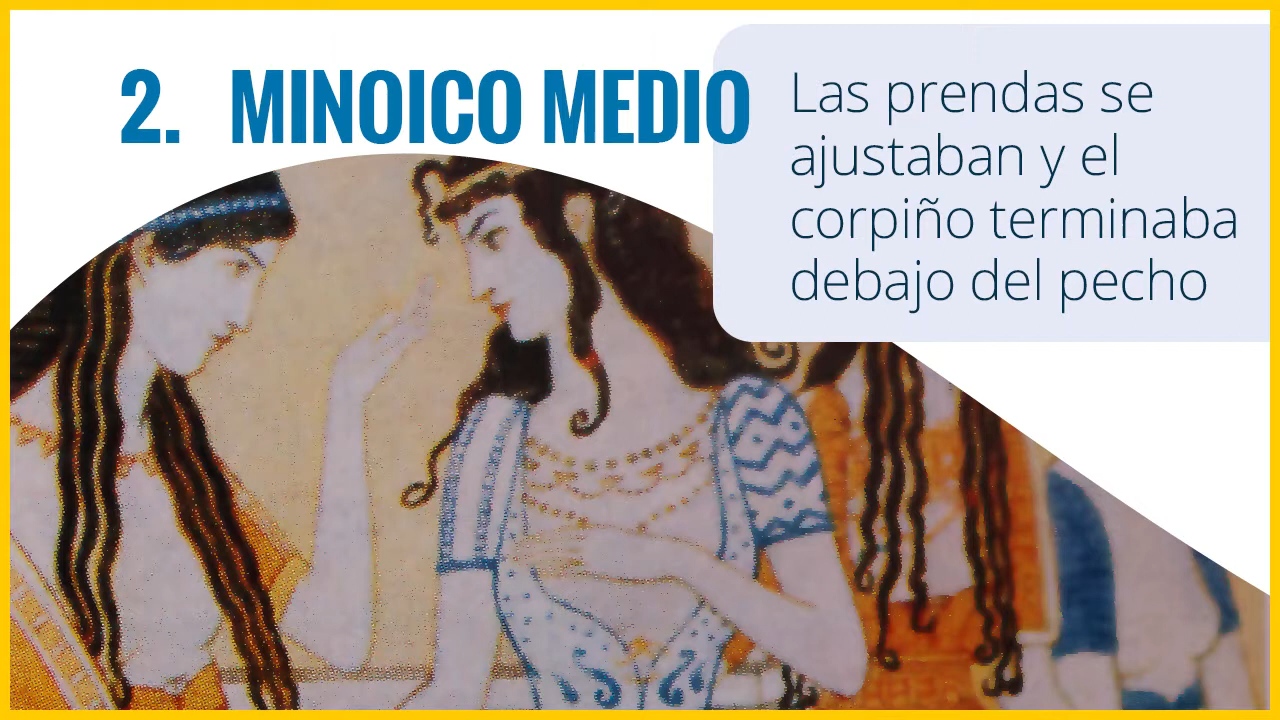 2. MINOICO MEDIO
Las prendas se
ajustaban y el
corpiño terminaba
debajo del pecho